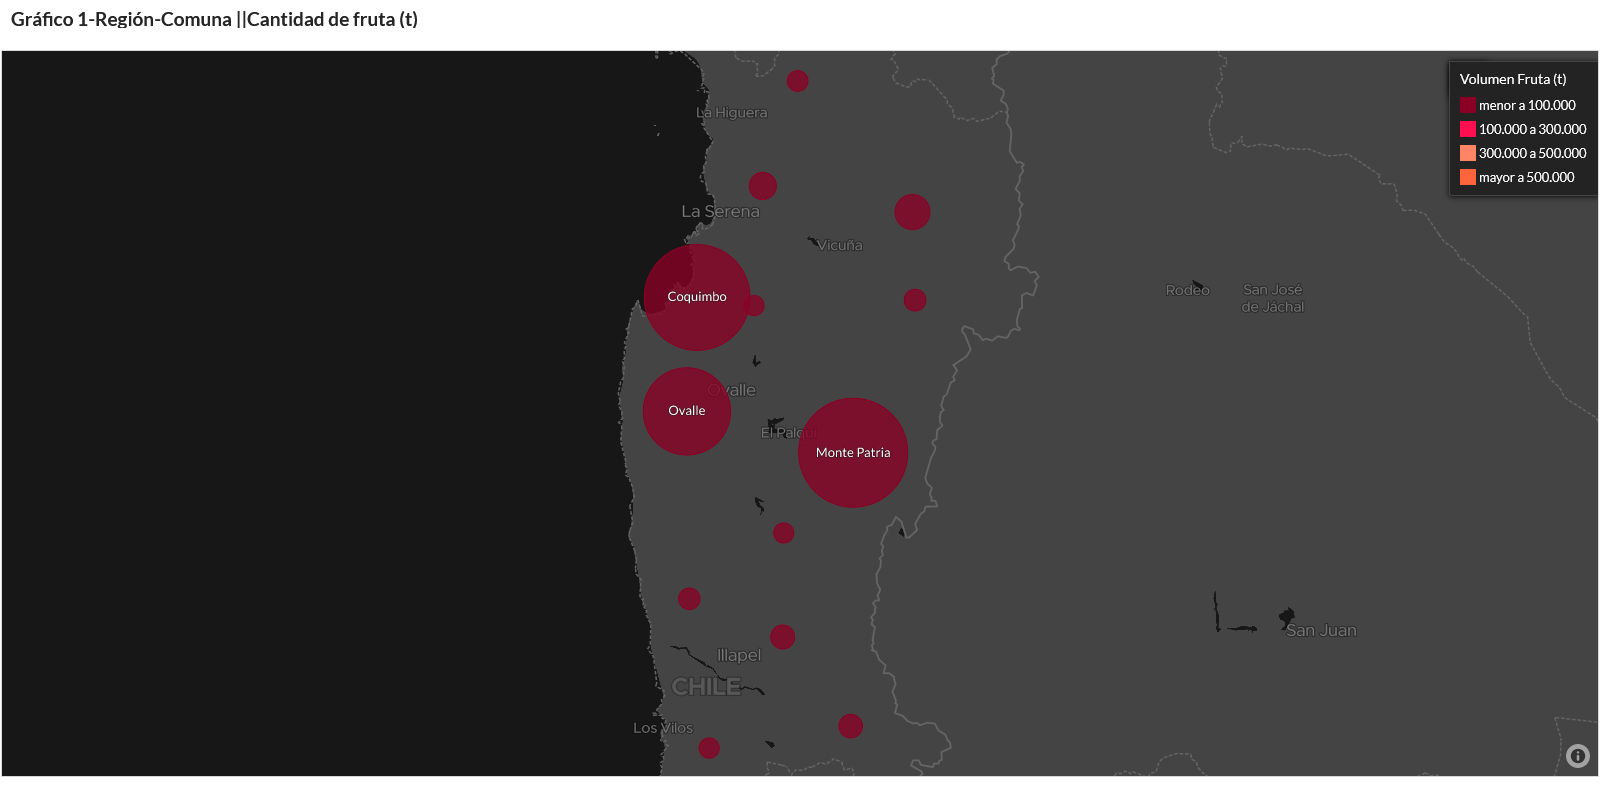 Gráfico 1-Región-Comuna ||Cantidad de fruta (t)
Volumen Fruta (t)
menor a 100.000
100.000 a 300.000
300.000 a 500.000
mayor a 500.000
La Higuera
La Serena
Vicuña
Coquimbo
Rodeo
San José
de Jáchal
Ovalle
Ovalle
El Palqui
Monte Patria
Illapel
CHILE
Los Vilos
San Juan